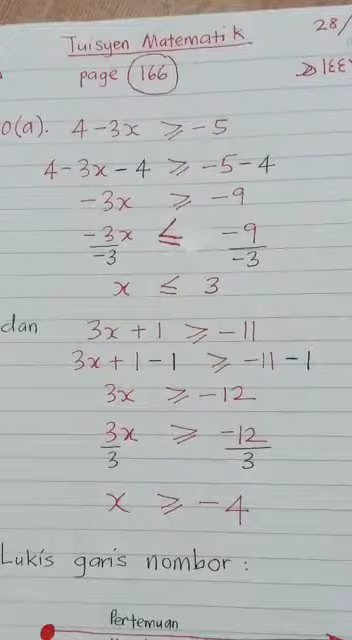 Tuisyen Matematik
28/
page 166
0(a). 4-3x ≥ -5
4-3x-4 ≥ -5-4
-3x ≥ -9
-3x/-3 ≤ -9/-3
x ≤ 3
dan 3x+1 ≥ -11
3x+1-1 ≥ -11-1
3x ≥ -12
3x/3 ≥ -12/3
x ≥ -4
Lukis garis nombor :
Pertemuan